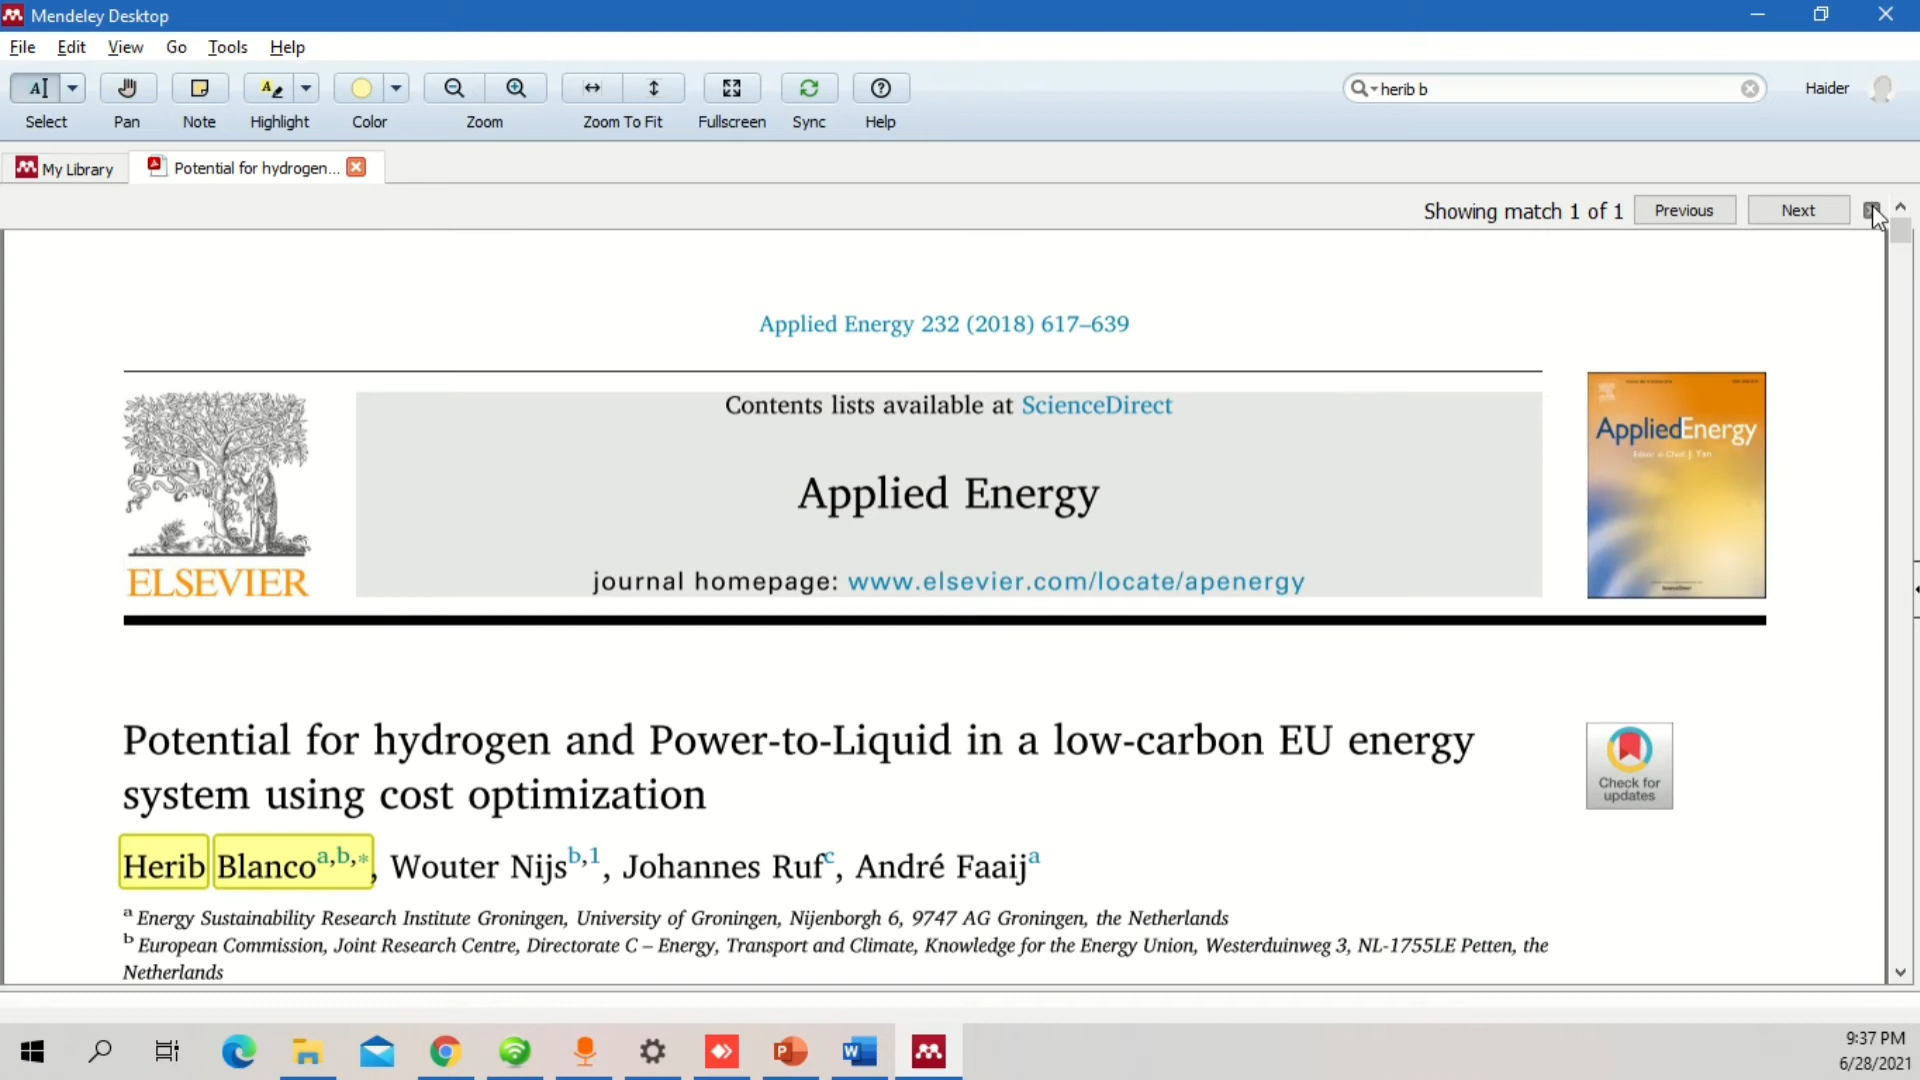 Mendeley Desktop
File Edit View Go Tools Help
herib b
Haider
Select Pan Note Highlight Color Zoom Zoom To Fit Fullscreen Sync Help
My Library Potential for hydrogen...
Showing match 1 of 1 Previous Next
Applied Energy 232 (2018) 617–639
Contents lists available at ScienceDirect
Applied Energy
journal homepage: www.elsevier.com/locate/apenergy
ELSEVIER
AppliedEnergy
Potential for hydrogen and Power-to-Liquid in a low-carbon EU energy
system using cost optimization
Check for
updates
Herib Blanco a,b,*, Wouter Nijs b,1, Johannes Ruf c, André Faaij a
a Energy Sustainability Research Institute Groningen, University of Groningen, Nijenborgh 6, 9747 AG Groningen, the Netherlands
b European Commission, Joint Research Centre, Directorate C – Energy, Transport and Climate, Knowledge for the Energy Union, Westerduinweg 3, NL-1755LE Petten, the
Netherlands
9:37 PM
6/28/2021